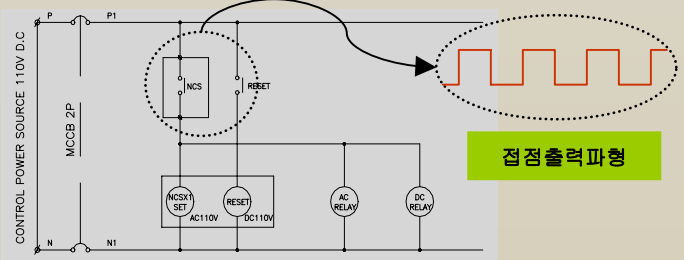 P
P1
CONTROL POWER SOURCE 110V D.C
MCCB 2P
NCS
RESET
접점출력파형
NCSX1
SET
AC110V
RESET
DC110V
AC
RELAY
DC
RELAY
N
N1